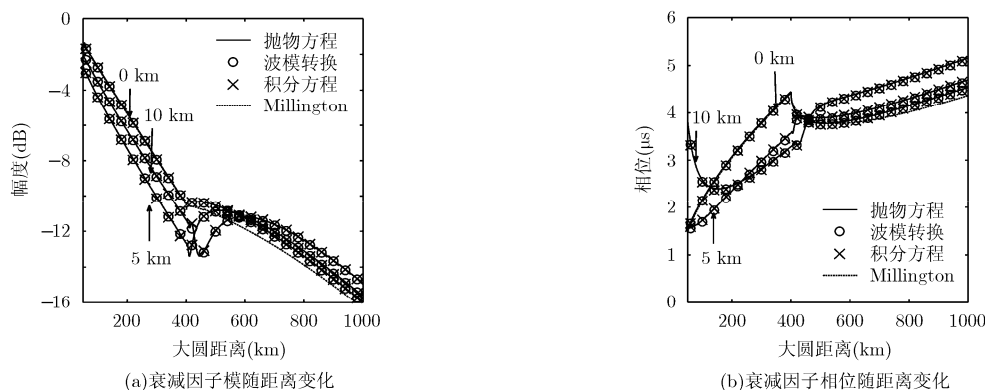 0
−4
−8
−12
−16
幅度(dB)
抛物方程
波模转换
积分方程
Millington
0 km
10 km
5 km
200
400
600
800
1000
大圆距离(km)
(a)衰减因子模随距离变化
6
5
4
3
2
1
0
相位(μs)
0 km
10 km
5 km
抛物方程
波模转换
积分方程
Millington
200
400
600
800
1000
大圆距离(km)
(b)衰减因子相位随距离变化